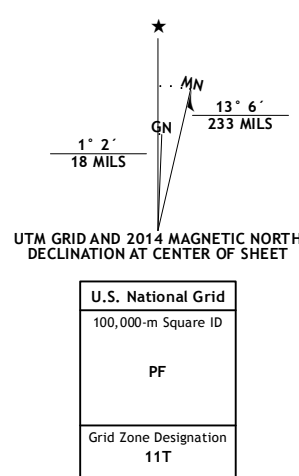 MN
GN
13° 6´
233 MILS
1° 2´
18 MILS
UTM GRID AND 2014 MAGNETIC NORTH
DECLINATION AT CENTER OF SHEET
U.S. National Grid
100,000-m Square ID
PF
Grid Zone Designation
11T